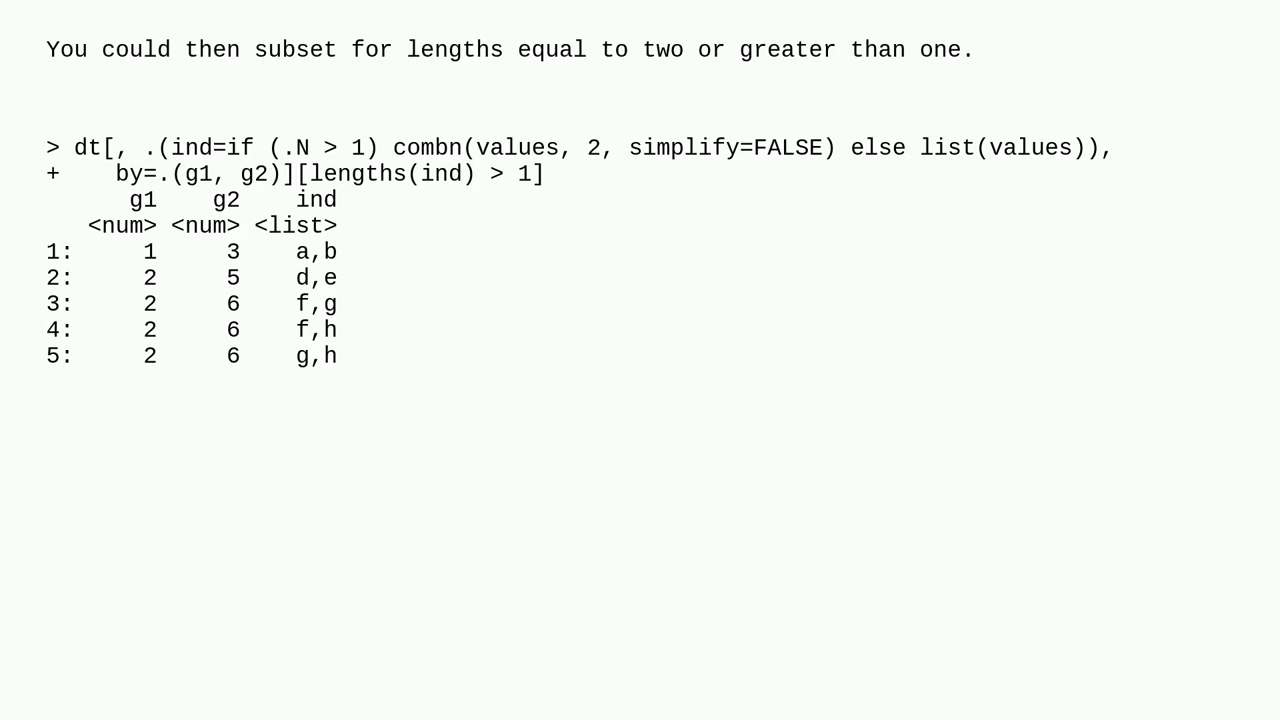 You could then subset for lengths equal to two or greater than one.
> dt[, .(ind=if (.N > 1) combn(values, 2, simplify=FALSE) else list(values)),
+    by=.(g1, g2)][lengths(ind) > 1]
      g1    g2    ind
   <num> <num> <list>
1:     1     3    a,b
2:     2     5    d,e
3:     2     6    f,g
4:     2     6    f,h
5:     2     6    g,h